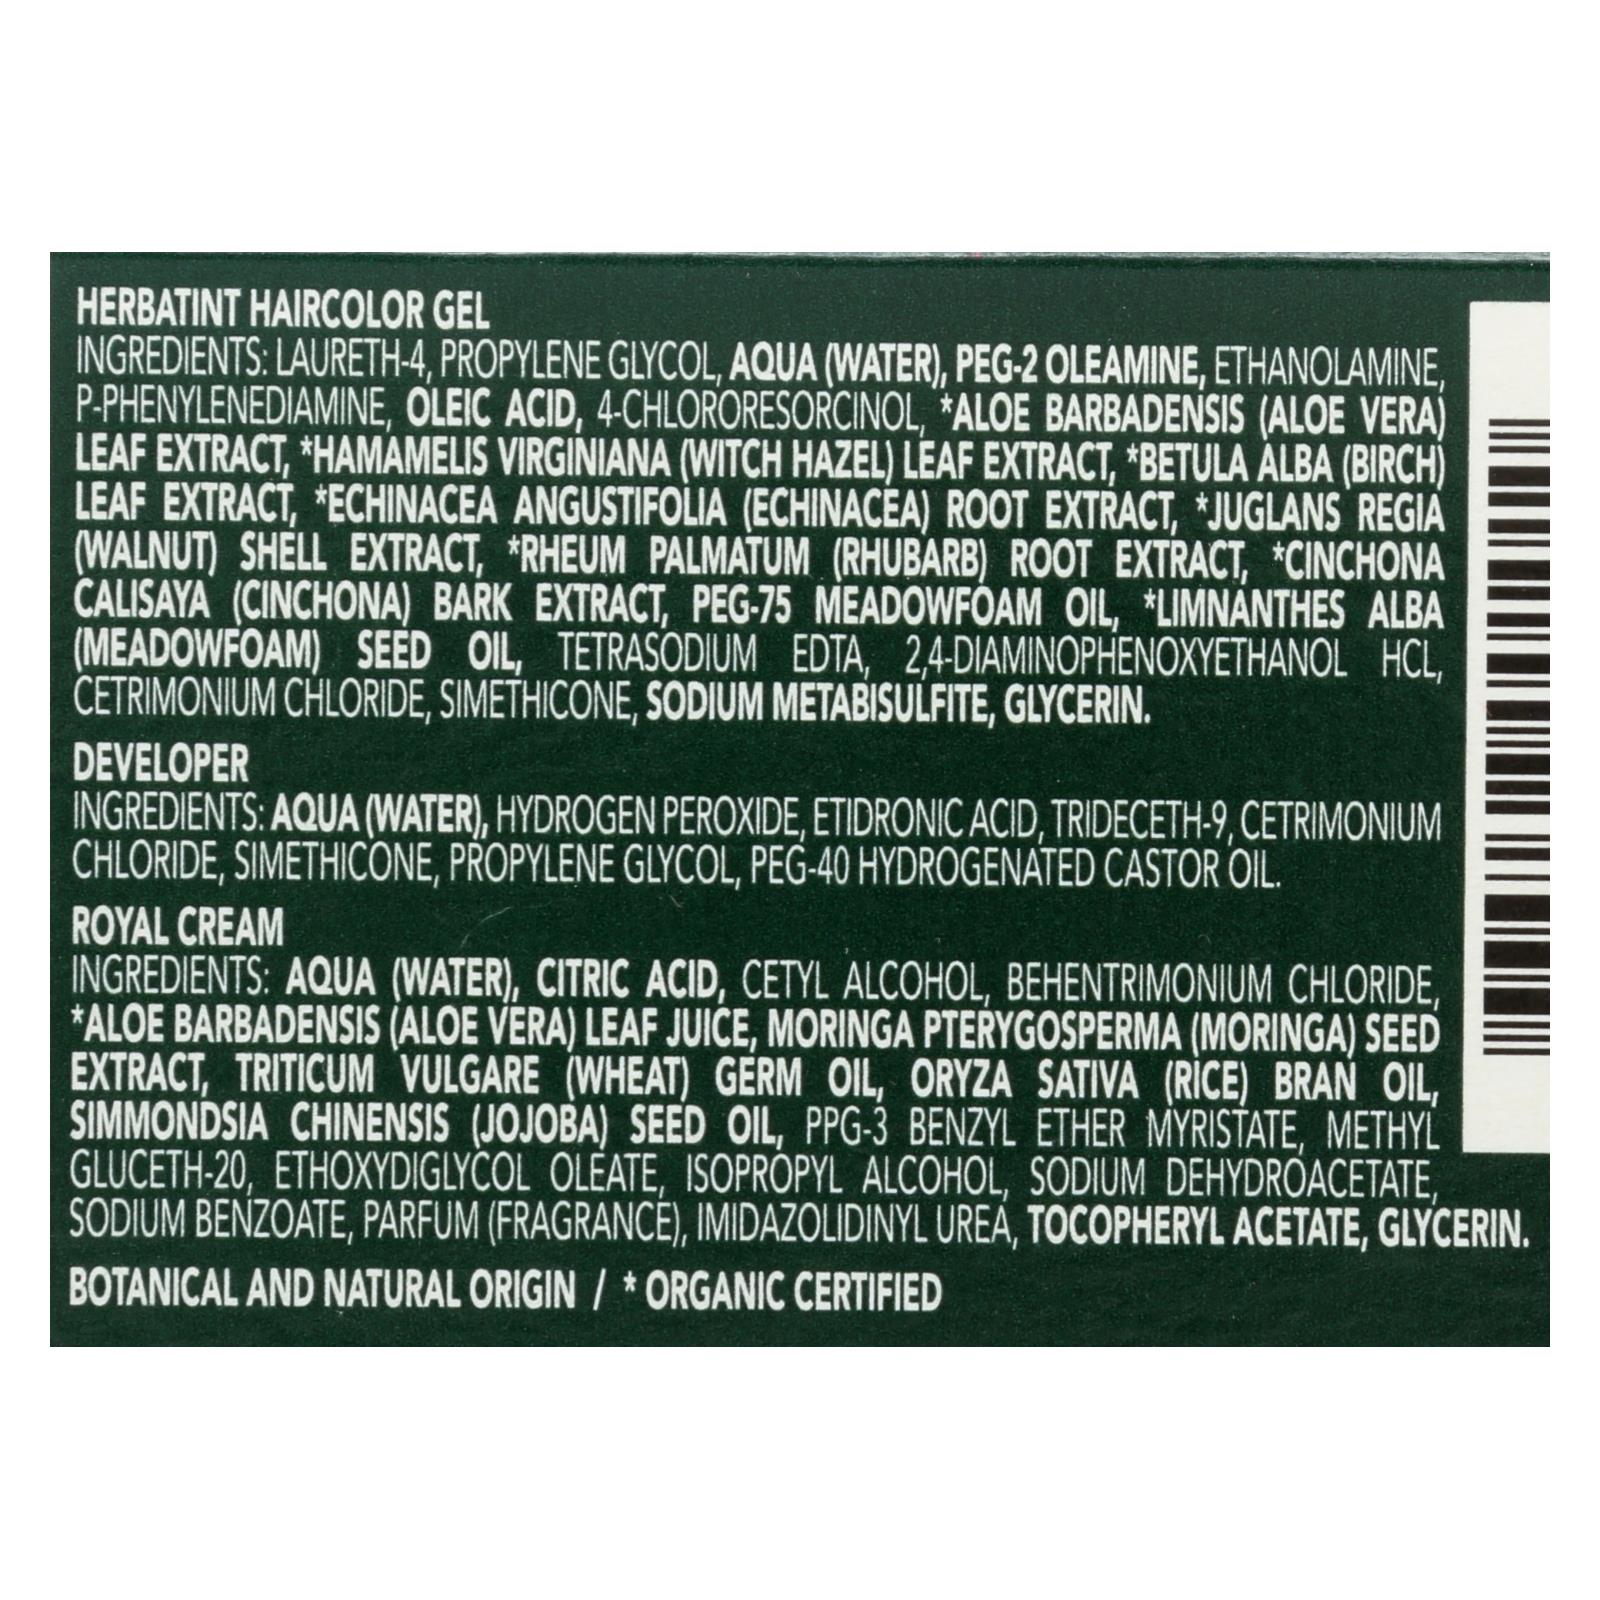 HERBATINT HAIRCOLOR GEL
INGREDIENTS: LAURETH-4, PROPYLENE GLYCOL, AQUA (WATER), PEG-2 OLEAMINE, ETHANOLAMINE,
P-PHENYLENEDIAMINE, OLEIC ACID, 4-CHLORORESORCINOL, *ALOE BARBADENSIS (ALOE VERA)
LEAF EXTRACT, *HAMAMELIS VIRGINIANA (WITCH HAZEL) LEAF EXTRACT, *BETULA ALBA (BIRCH)
LEAF EXTRACT, *ECHINACEA ANGUSTIFOLIA (ECHINACEA) ROOT EXTRACT, *JUGLANS REGIA
(WALNUT) SHELL EXTRACT, *RHEUM PALMATUM (RHUBARB) ROOT EXTRACT, *CINCHONA
CALISAYA (CINCHONA) BARK EXTRACT, PEG-75 MEADOWFOAM OIL, *LIMNANTHES ALBA
(MEADOWFOAM) SEED OIL, TETRASODIUM EDTA, 2,4-DIAMINOPHENOXYETHANOL HCL,
CETRIMONIUM CHLORIDE, SIMETHICONE, SODIUM METABISULFITE, GLYCERIN.
DEVELOPER
INGREDIENTS: AQUA (WATER), HYDROGEN PEROXIDE, ETIDRONIC ACID, TRIDECETH-9, CETRIMONIUM
CHLORIDE, SIMETHICONE, PROPYLENE GLYCOL, PEG-40 HYDROGENATED CASTOR OIL.
ROYAL CREAM
INGREDIENTS: AQUA (WATER), CITRIC ACID, CETYL ALCOHOL, BEHENTRIMONIUM CHLORIDE,
*ALOE BARBADENSIS (ALOE VERA) LEAF JUICE, MORINGA PTERYGOSPERMA (MORINGA) SEED
EXTRACT, TRITICUM VULGARE (WHEAT) GERM OIL, ORYZA SATIVA (RICE) BRAN OIL,
SIMMONDSIA CHINENSIS (JOJOBA) SEED OIL, PPG-3 BENZYL ETHER MYRISTATE, METHYL
GLUCETH-20, ETHOXYDIGLYCOL OLEATE, ISOPROPYL ALCOHOL, SODIUM DEHYDROACETATE,
SODIUM BENZOATE, PARFUM (FRAGRANCE), IMIDAZOLIDINYL UREA, TOCOPHERYL ACETATE, GLYCERIN.
BOTANICAL AND NATURAL ORIGIN / * ORGANIC CERTIFIED